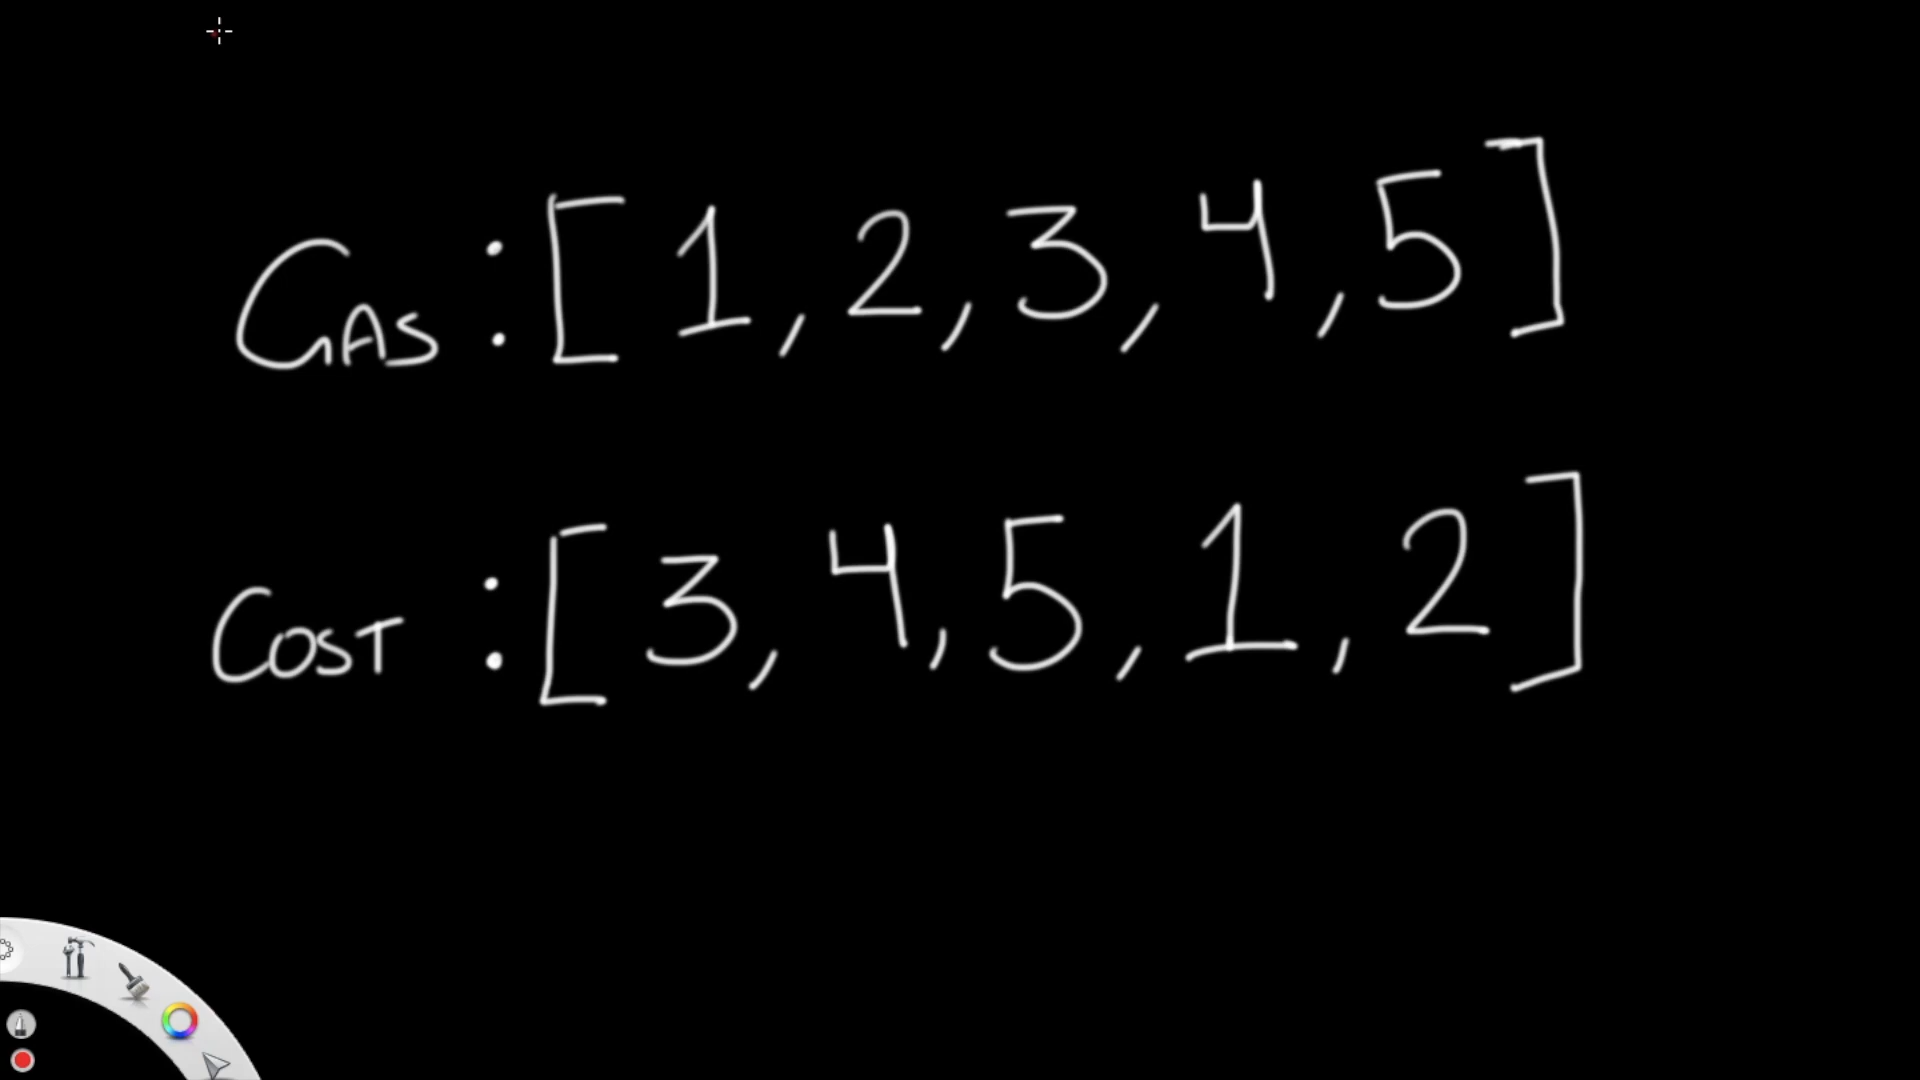 Gas : [ 1 , 2 , 3 , 4 , 5 ]
Cost : [ 3 , 4 , 5 , 1 , 2 ]